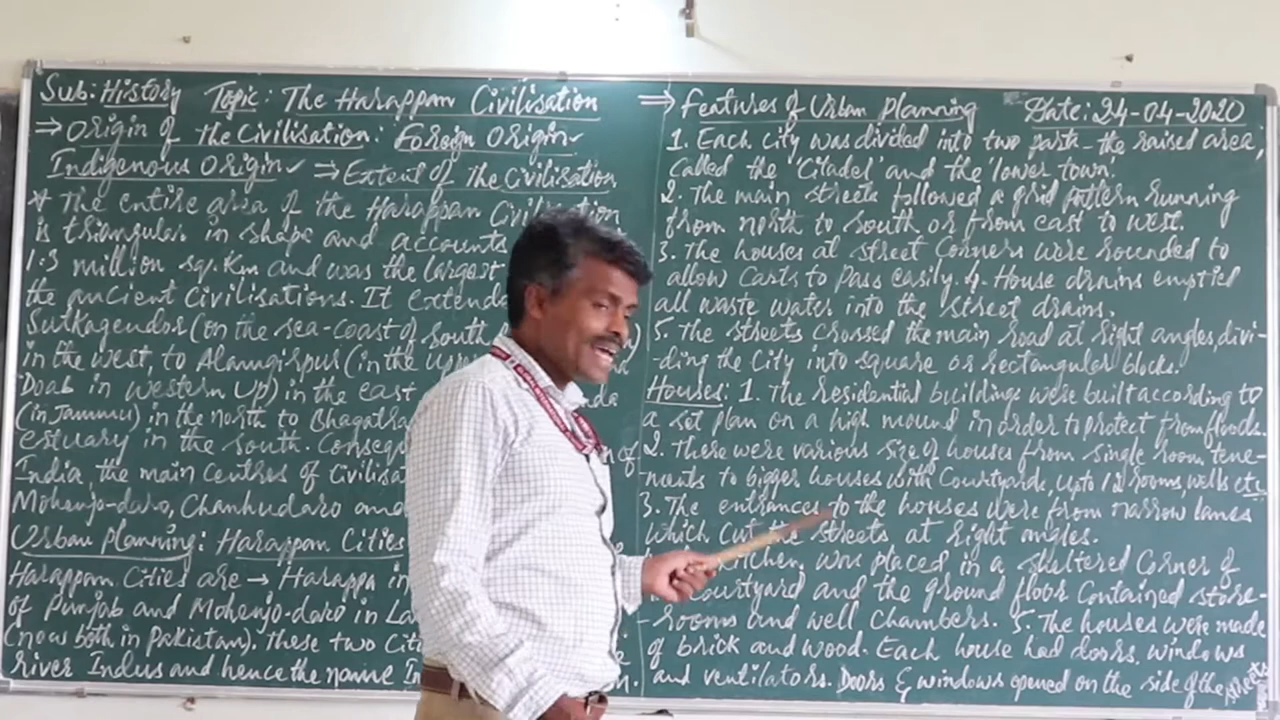 Sub: History Topic: The Harappan Civilisation
⇒ Origin of the Civilisation: Foreign Origin
Indigenous Origin ⇒ Extent of The Civilisation
* The entire area of the Harappan Civilisation
is triangular in shape and accounts
1.3 million sq. Km and was the largest
the ancient Civilisations. It extends
Sutkagendor (on the sea-coast of south
in the west, to Alamgirpur (in the upper
Doab in western Up) in the east
(in Jammu) in the north to Bhagatra
estuary in the south. Conseq of
India, the main centres of Civilisa
Mohenjo-daro, Chanhudaro and
Urban Planning: Harappan Cities
Harappan Cities are → Harappa in
of Punjab and Mohenjo-daro in La
(now both in Pakistan). These two Citi
river Indus and hence the name In
⇒ Features of Urban Planning Date: 24-04-2020
1. Each City was divided into two parts - the raised area,
called the 'Citadel' and the 'lower town'.
2. The main streets followed a grid pattern running
from north to south or from east to west.
3. The houses at street Corners were rounded to
allow Carts to pass easily. 4. House drains emptied
all waste water into the street drains.
5. The streets crossed the main road at right angles, divi-
-ding the City into square or rectangular blocks.
Houses: 1. The residential buildings were built according to
a set plan on a high mound in order to protect from floods.
2. There were various size of houses from single room tene-
ments to bigger houses with Courtyards, upto 12 rooms, wells etc.
3. The entrances to the houses were from narrow lanes
which cut the streets at right angles.
kitchen was placed in a sheltered Corner of
Courtyard and the ground floor Contained store-
-rooms and well Chambers. 5. The houses were made
of brick and wood. Each house had doors, windows
and ventilators. Doors & windows opened on the side of the streets